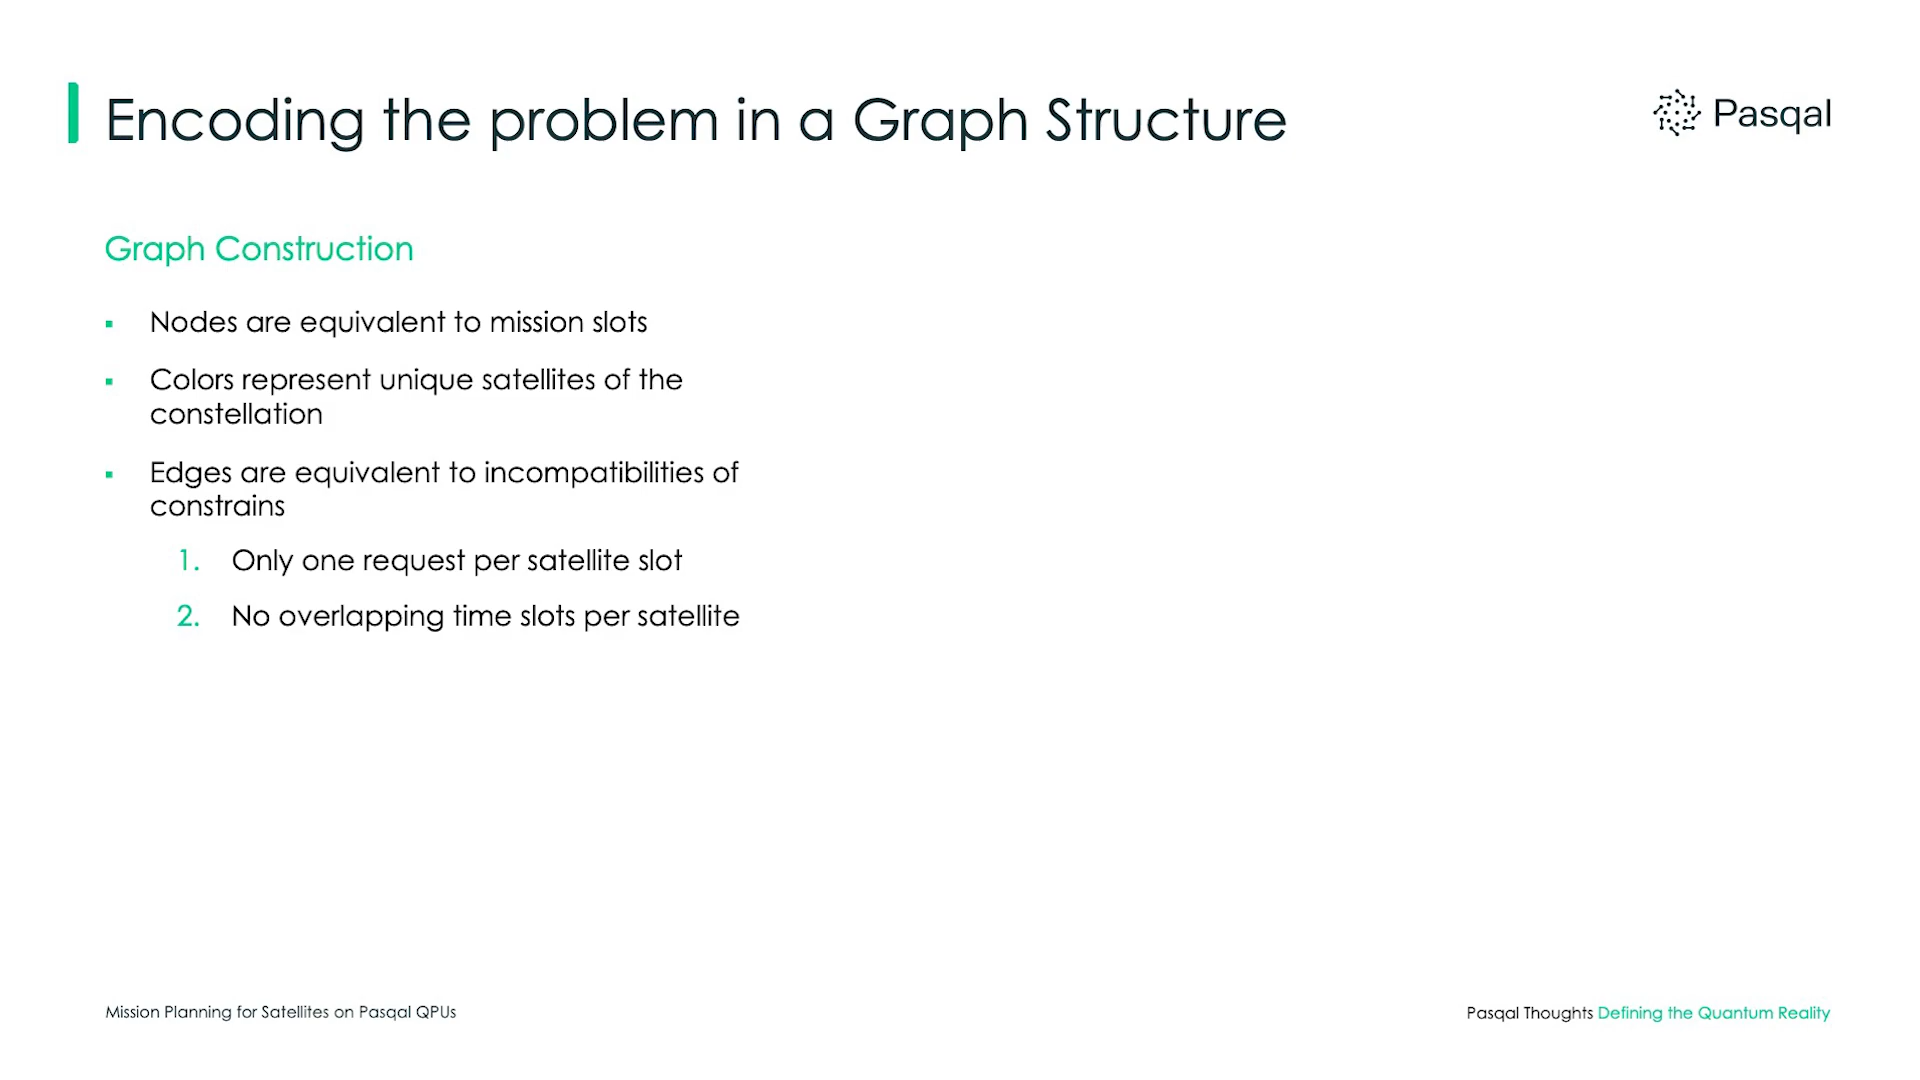 Encoding the problem in a Graph Structure
Pasqal
Graph Construction
▪ Nodes are equivalent to mission slots
▪ Colors represent unique satellites of the
constellation
▪ Edges are equivalent to incompatibilities of
constrains
1. Only one request per satellite slot
2. No overlapping time slots per satellite
Mission Planning for Satellites on Pasqal QPUs
Pasqal Thoughts Defining the Quantum Reality